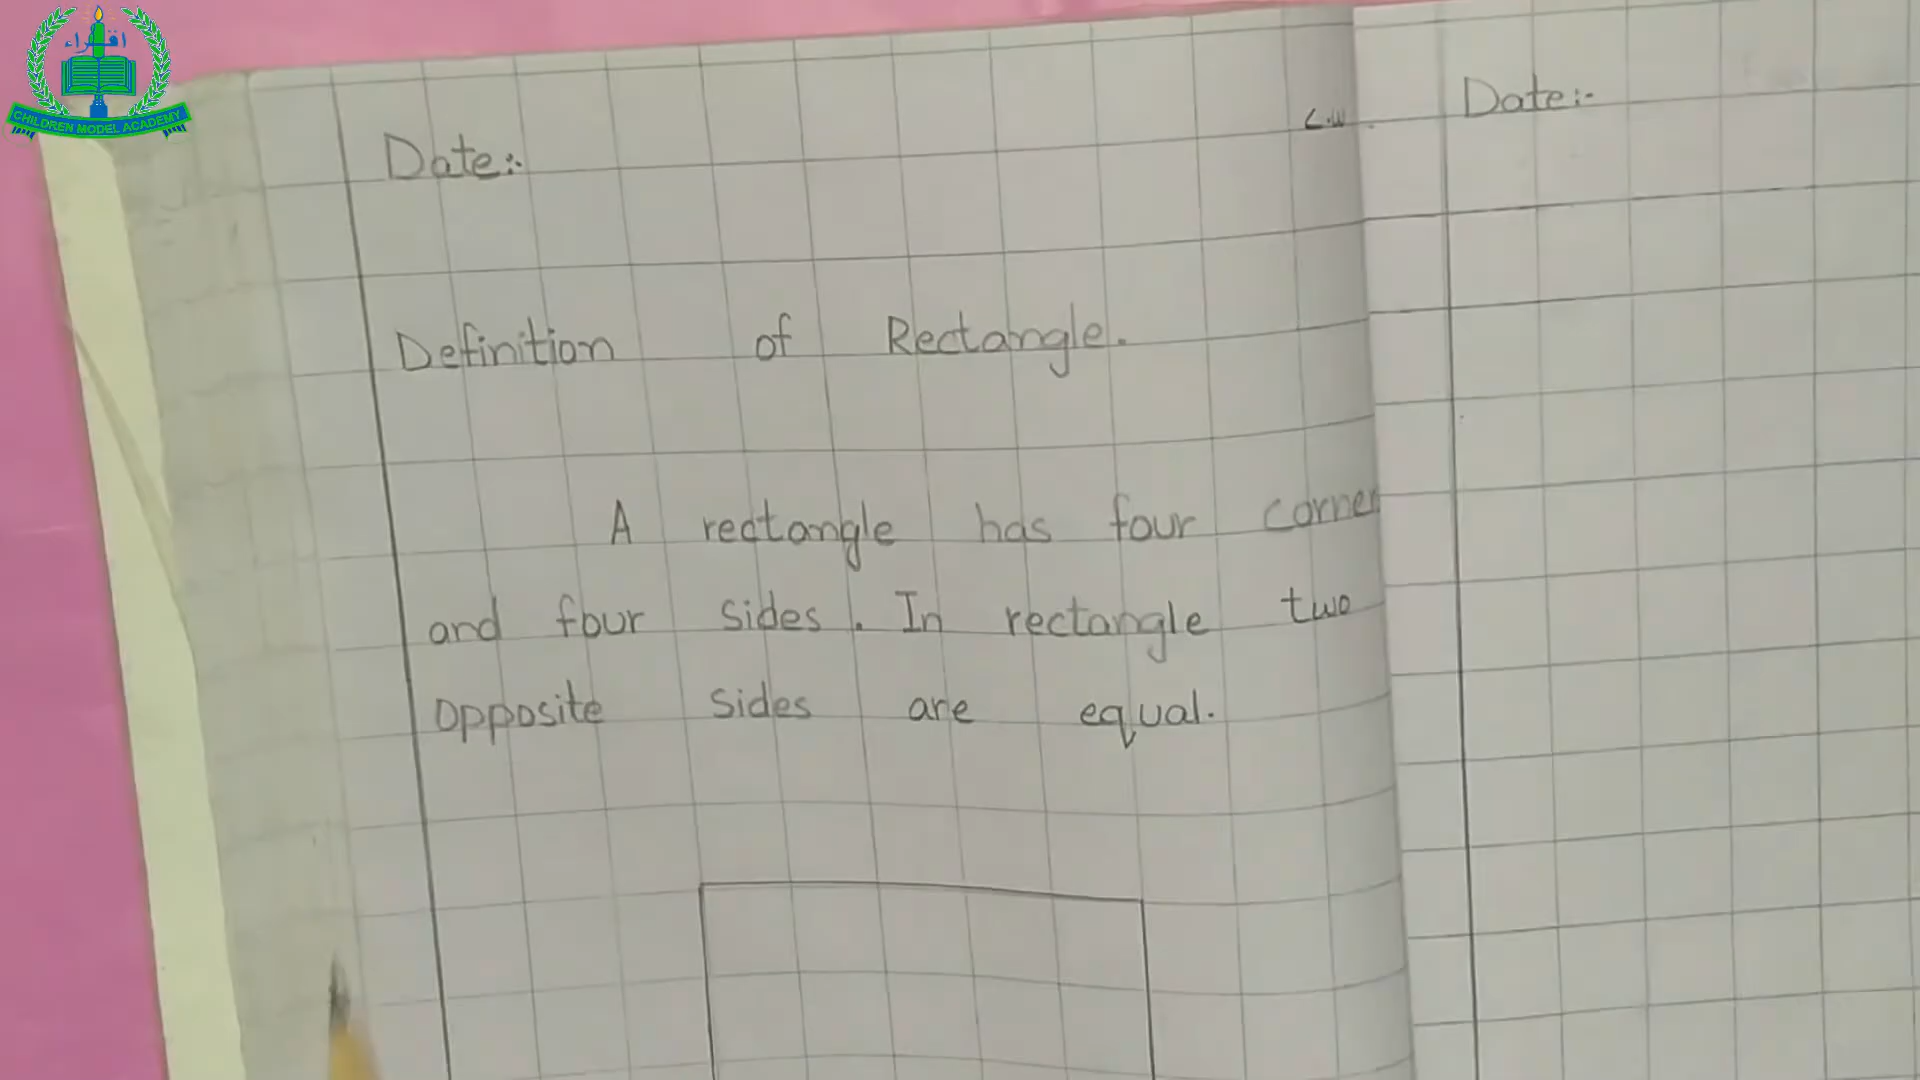 اقراء
CHILDREN MODEL ACADEMY
Date:-
C.W
Definition of Rectangle.
A rectangle has four corner
and four sides. In rectangle two
opposite sides are equal.
Date:-